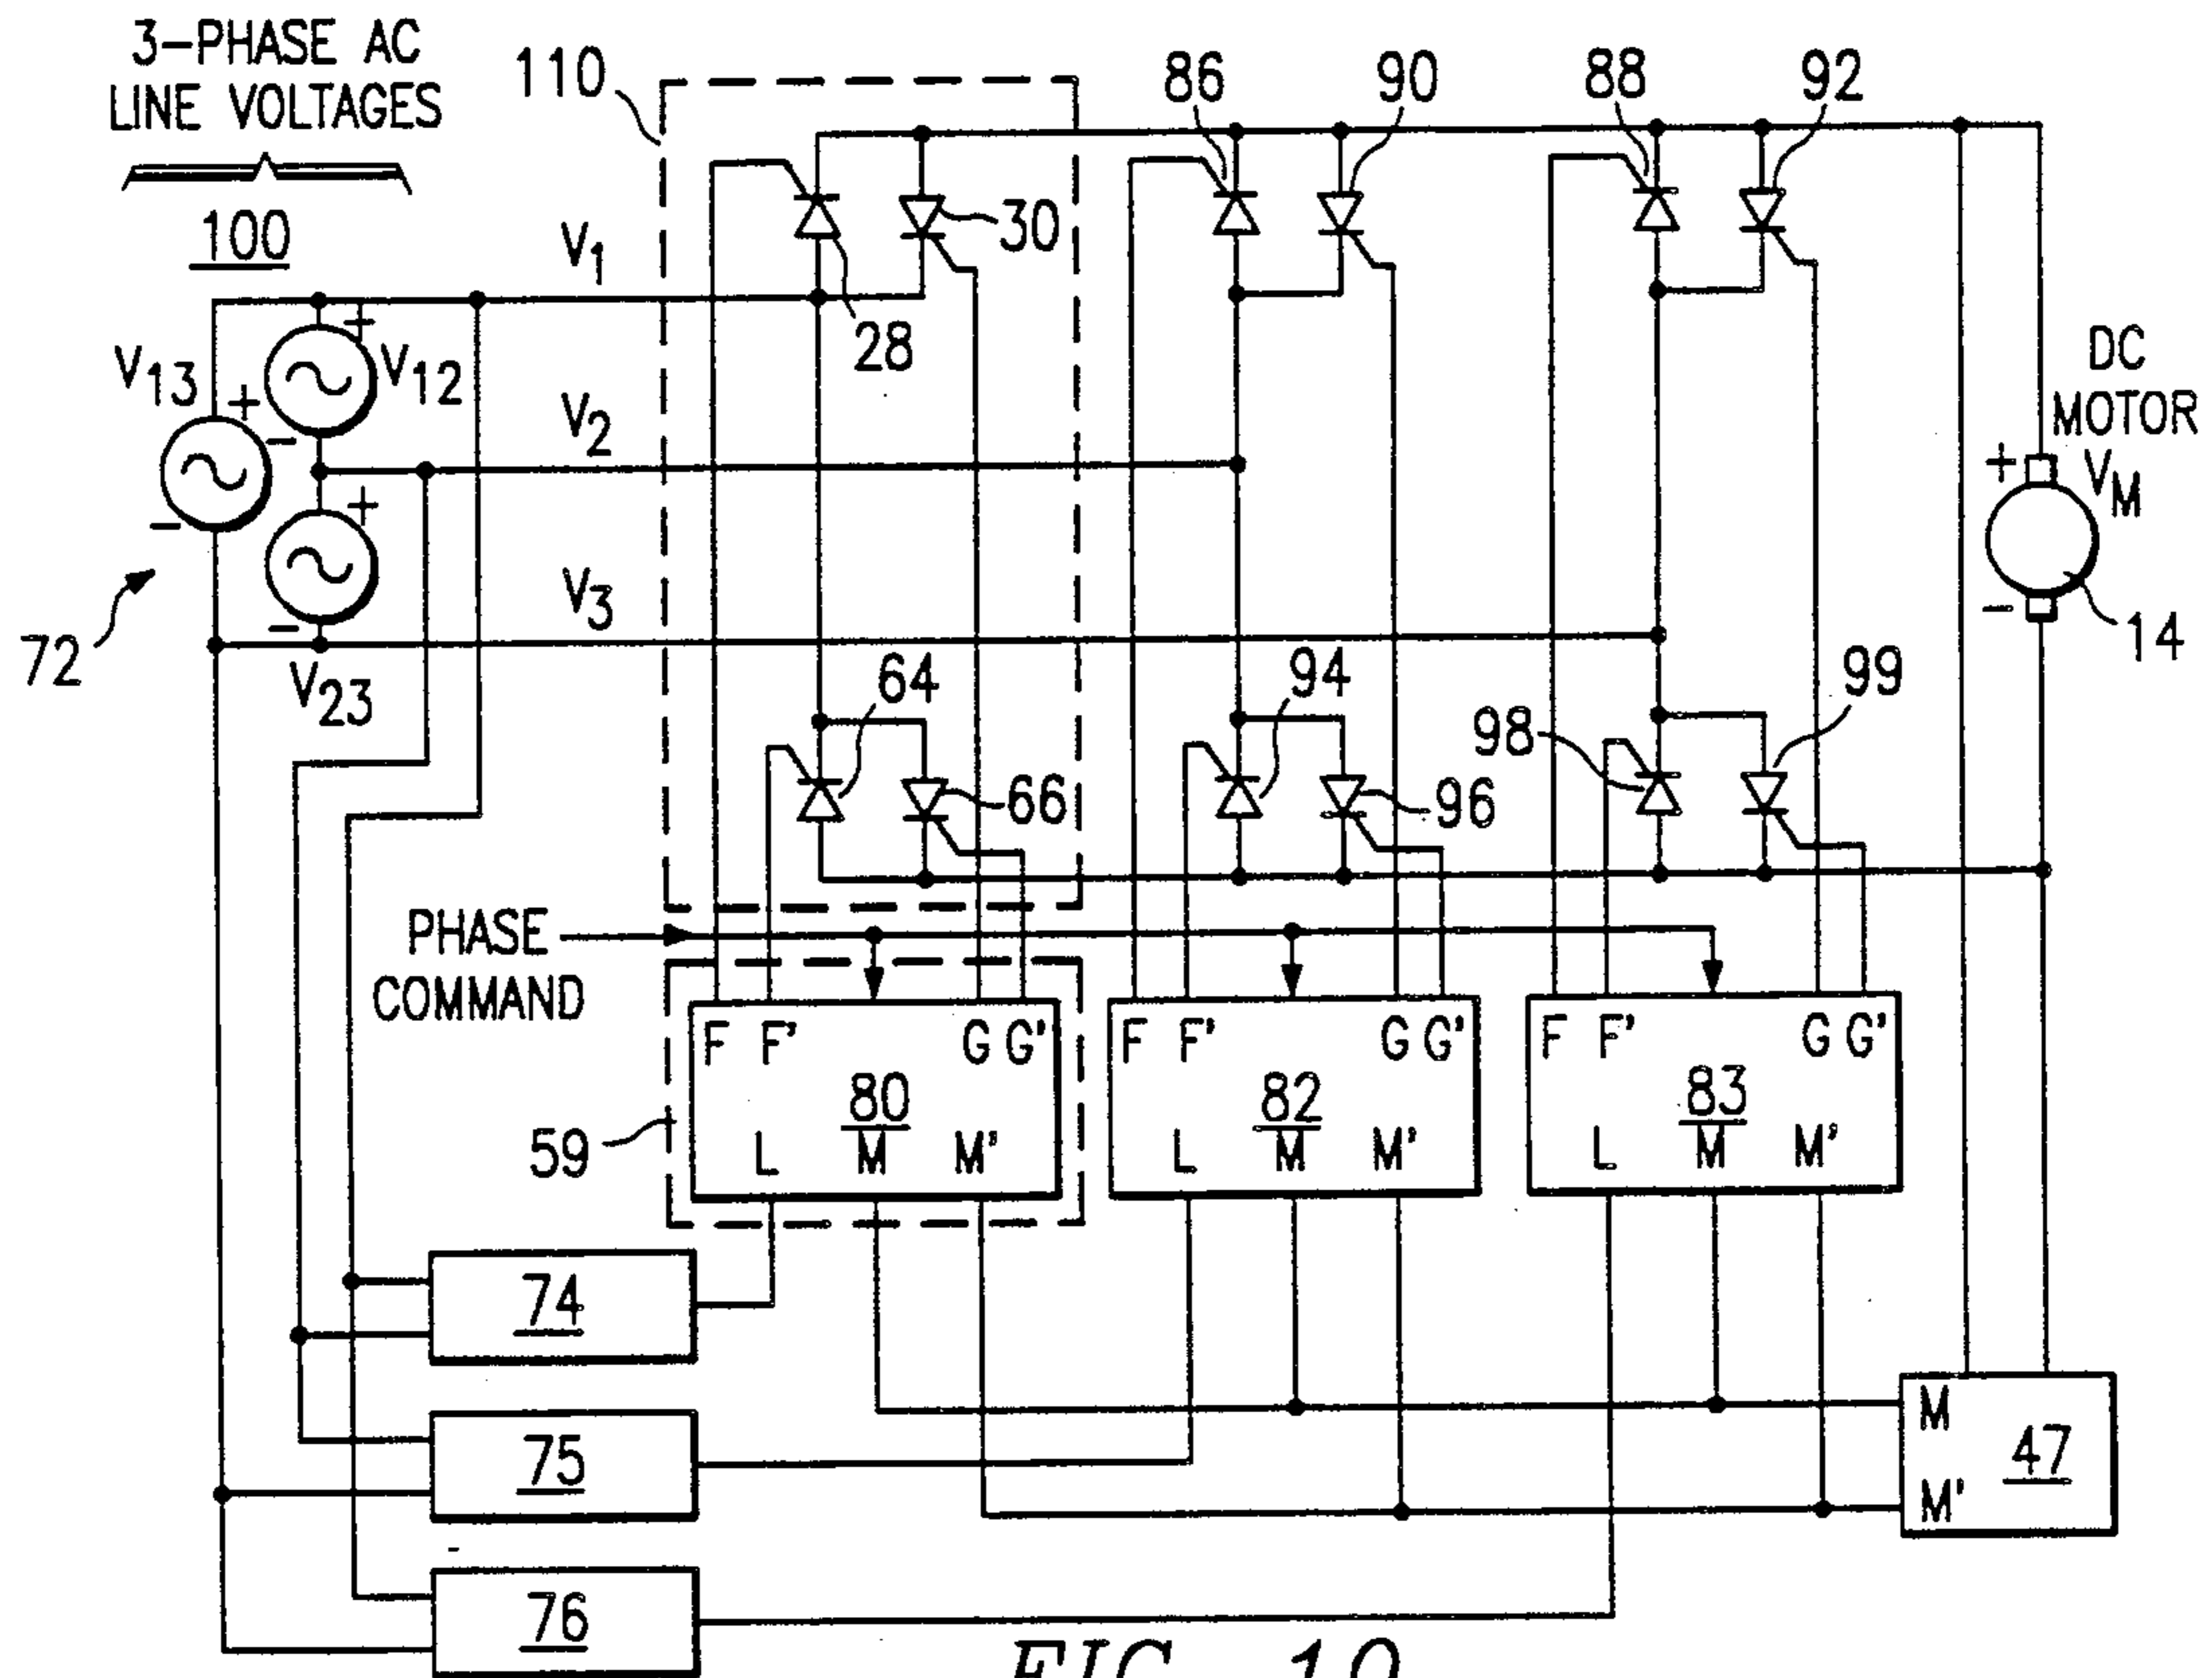 3-PHASE AC
LINE VOLTAGES
100
110
86
90
88
92
V1
30
28
V13
+
V12
+
-
V2
-
+
V3
-
V23
72
DC
MOTOR
+
VM
-
14
64
66
94
96
98
99
PHASE
COMMAND
F F' G G'
80
L M M'
59
F F' G G'
82
L M M'
F F' G G'
83
L M M'
74
75
76
M
47
M'